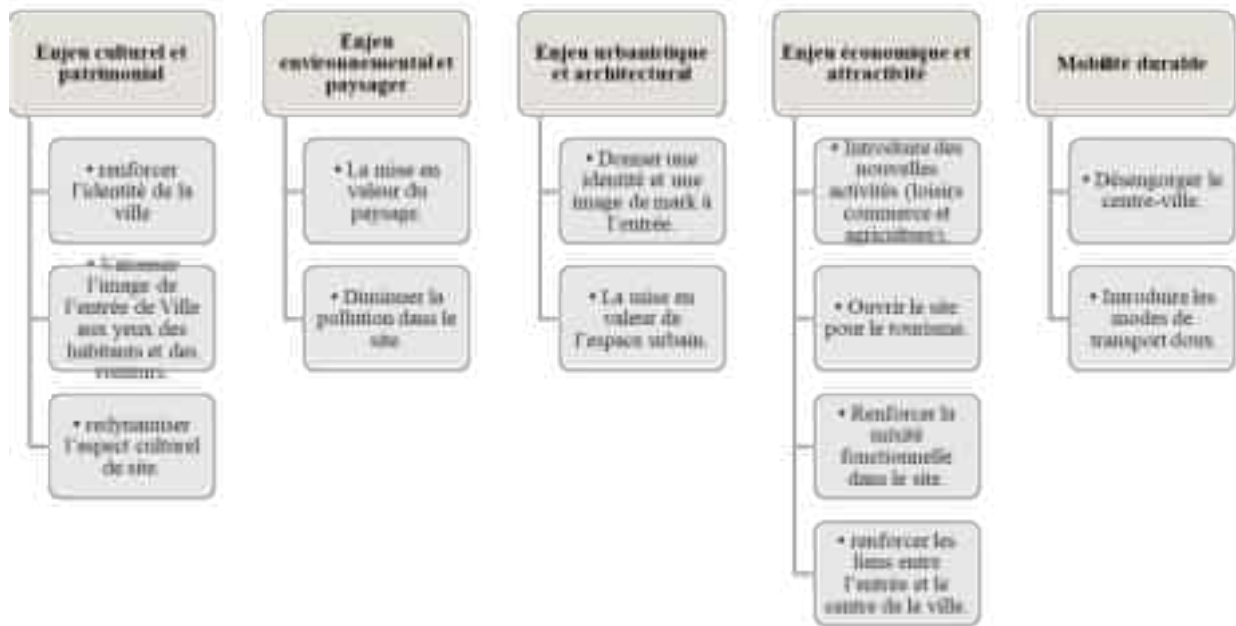 Enjeu culturel et
patrimonial
• renforcer
l'identité de la
ville
l'image de
l'entrée de Ville
aux yeux des
habitants et des
visiteurs.
• redynamiser
l'aspect culturel
de site.
Enjeu
environnemental et
paysager
• La mise en
valeur du
paysage.
• Diminuer la
pollution dans le
site.
Enjeu urbanistique
et architectural
• Donner une
identité et une
image de mark à
l'entrée.
• La mise en
valeur de
l'espace urbain.
Enjeu économique et
attractivité
• Introduire des
nouvelles
activités (loisirs
commerce et
agriculture).
• Ouvrir le site
pour le tourisme.
• Renforcer la
mixité
fonctionnelle
dans le site.
• renforcer les
liens entre
l'entrée et le
centre de la ville.
Mobilité durable
• Désengorger le
centre-ville.
• Introduire les
modes de
transport doux.